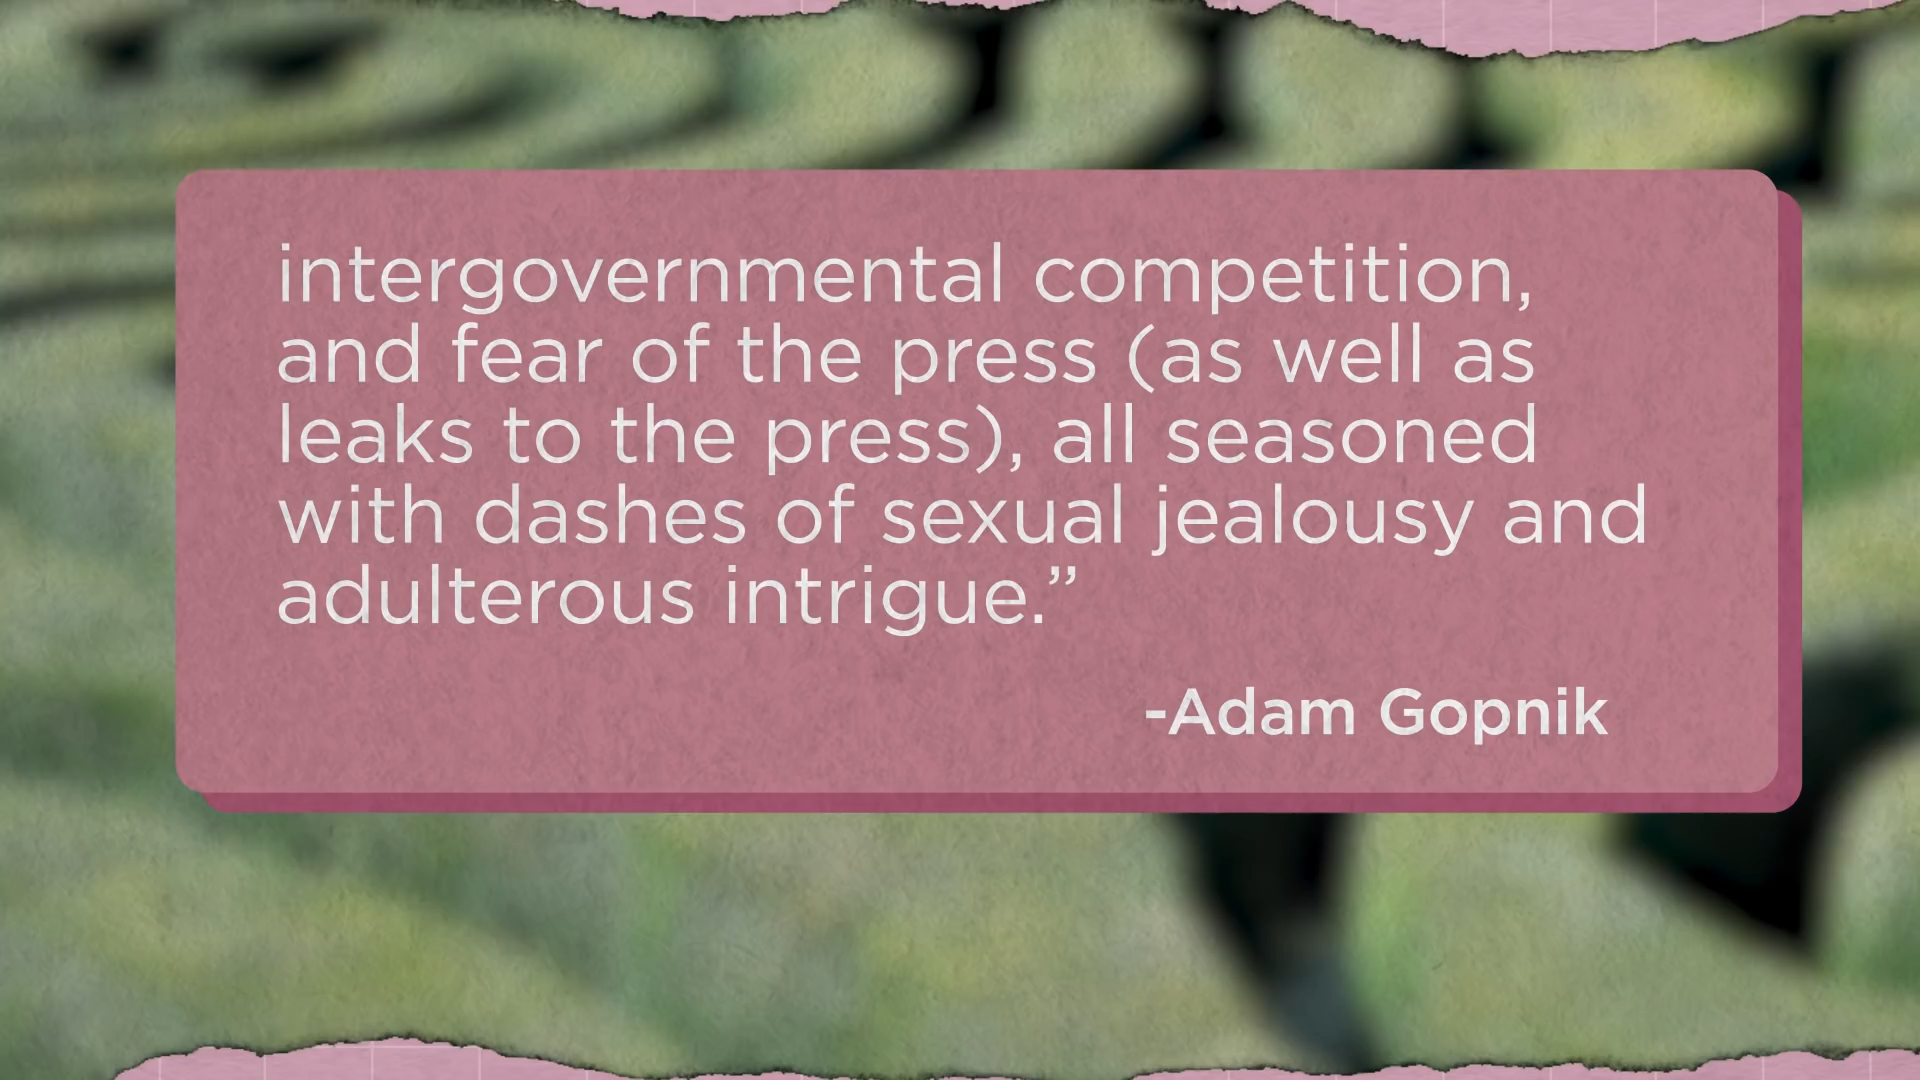 intergovernmental competition,
and fear of the press (as well as
leaks to the press), all seasoned
with dashes of sexual jealousy and
adulterous intrigue.”
-Adam Gopnik